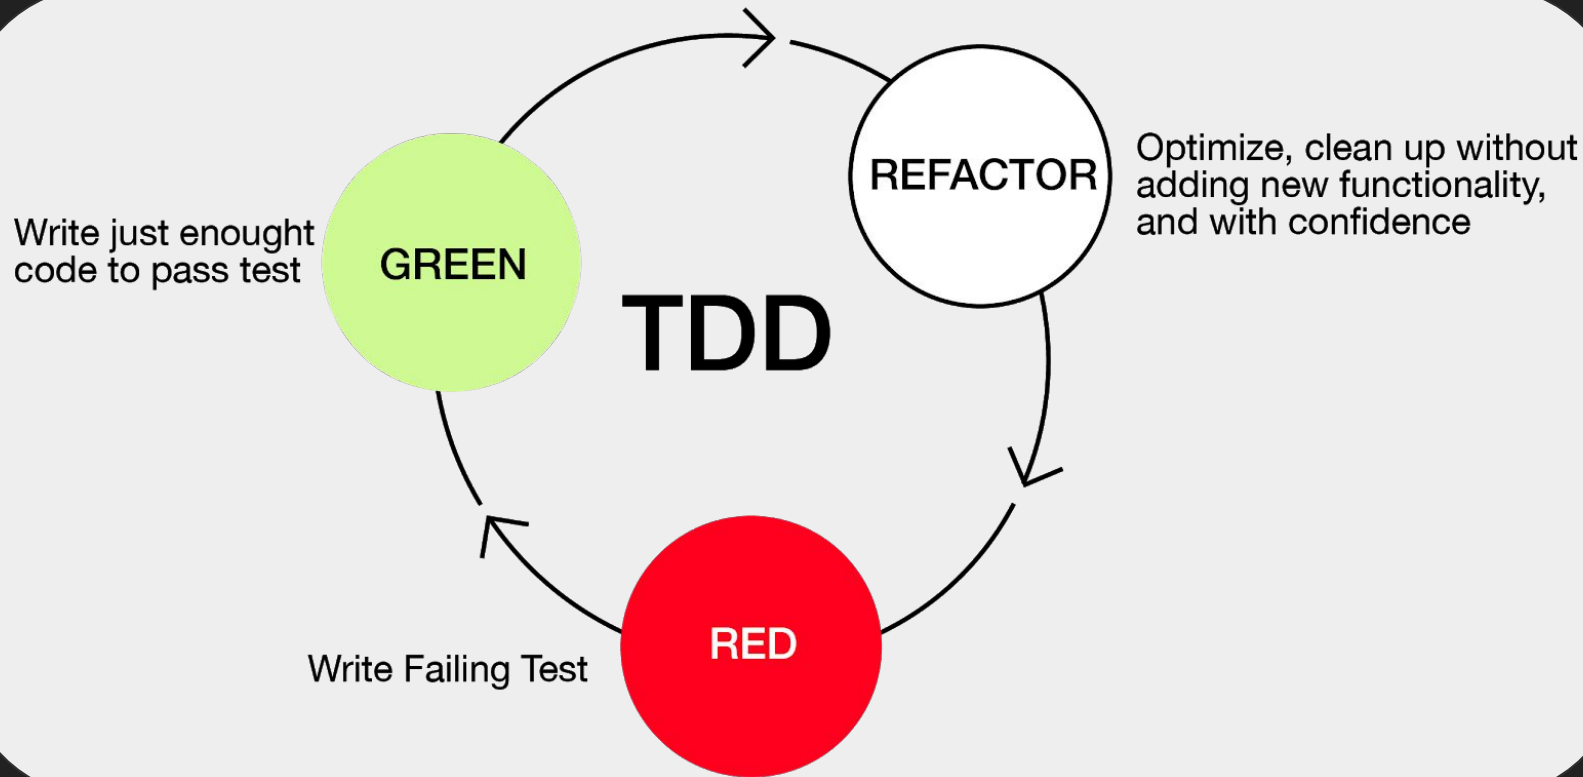 REFACTOR
Optimize, clean up without
adding new functionality,
and with confidence
Write just enought
code to pass test
GREEN
TDD
RED
Write Failing Test